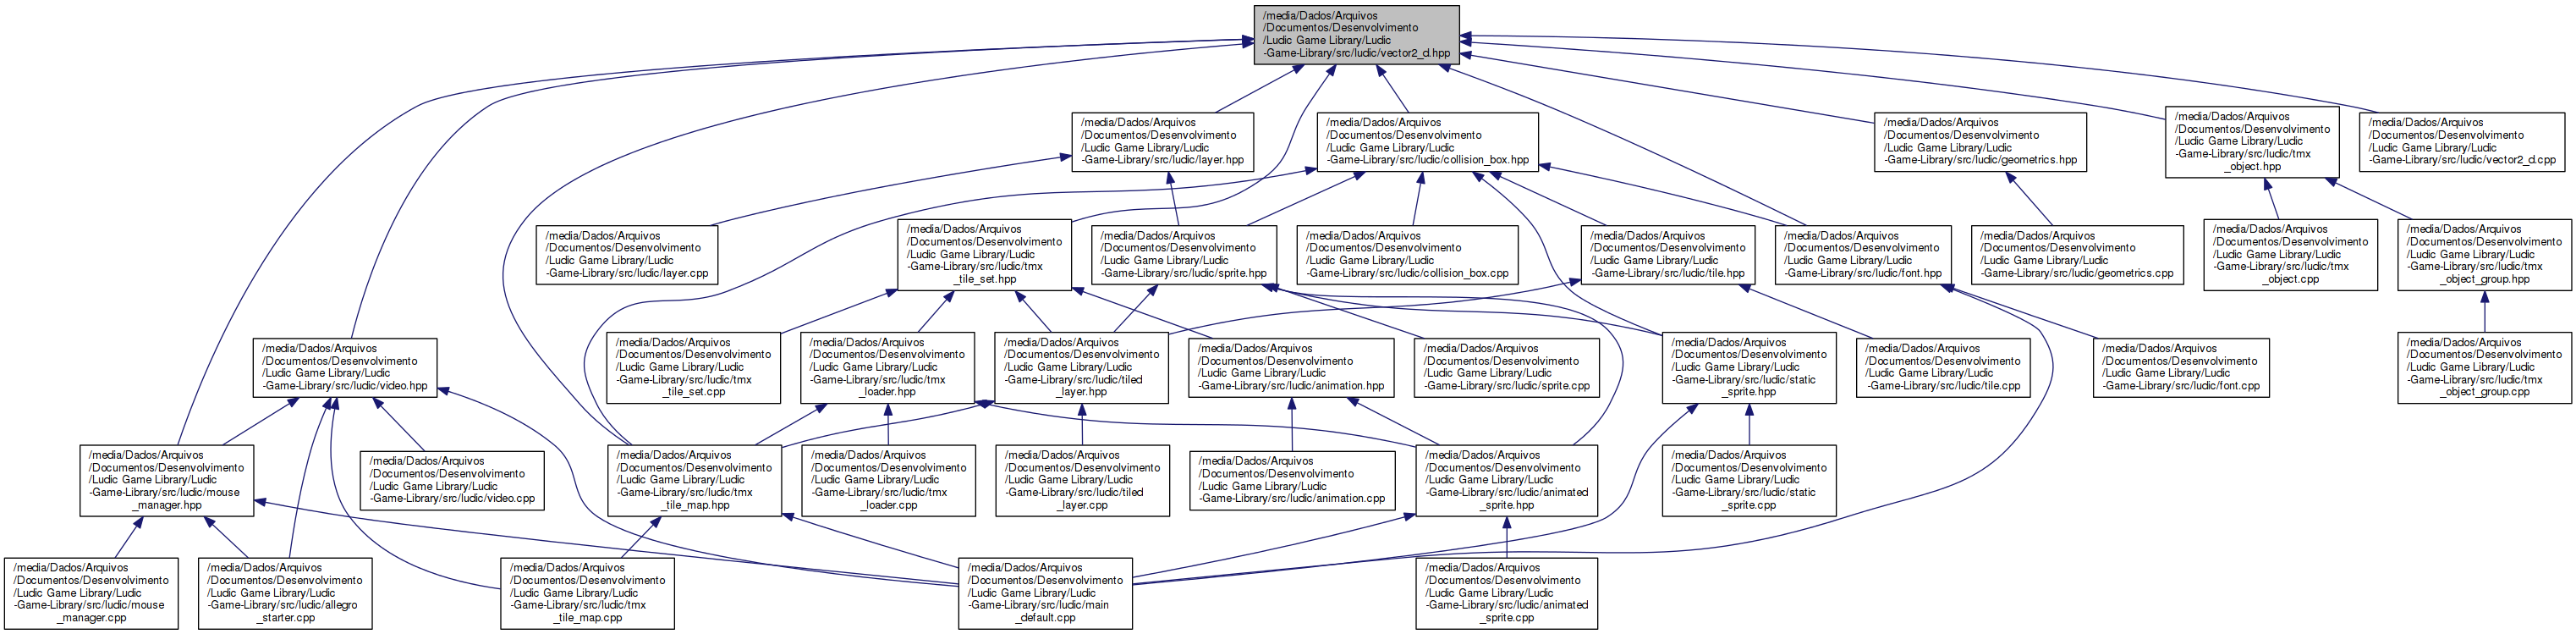 /media/Dados/Arquivos
/Documentos/Desenvolvimento
/Ludic Game Library/Ludic
-Game-Library/src/ludic/vector2_d.hpp
/media/Dados/Arquivos
/Documentos/Desenvolvimento
/Ludic Game Library/Ludic
-Game-Library/src/ludic/layer.hpp
/media/Dados/Arquivos
/Documentos/Desenvolvimento
/Ludic Game Library/Ludic
-Game-Library/src/ludic/collision_box.hpp
/media/Dados/Arquivos
/Documentos/Desenvolvimento
/Ludic Game Library/Ludic
-Game-Library/src/ludic/geometrics.hpp
/media/Dados/Arquivos
/Documentos/Desenvolvimento
/Ludic Game Library/Ludic
-Game-Library/src/ludic/tmx
_object.hpp
/media/Dados/Arquivos
/Documentos/Desenvolvimento
/Ludic Game Library/Ludic
-Game-Library/src/ludic/vector2_d.cpp
/media/Dados/Arquivos
/Documentos/Desenvolvimento
/Ludic Game Library/Ludic
-Game-Library/src/ludic/layer.cpp
/media/Dados/Arquivos
/Documentos/Desenvolvimento
/Ludic Game Library/Ludic
-Game-Library/src/ludic/tmx
_tile_set.hpp
/media/Dados/Arquivos
/Documentos/Desenvolvimento
/Ludic Game Library/Ludic
-Game-Library/src/ludic/sprite.hpp
/media/Dados/Arquivos
/Documentos/Desenvolvimento
/Ludic Game Library/Ludic
-Game-Library/src/ludic/collision_box.cpp
/media/Dados/Arquivos
/Documentos/Desenvolvimento
/Ludic Game Library/Ludic
-Game-Library/src/ludic/tile.hpp
/media/Dados/Arquivos
/Documentos/Desenvolvimento
/Ludic Game Library/Ludic
-Game-Library/src/ludic/font.hpp
/media/Dados/Arquivos
/Documentos/Desenvolvimento
/Ludic Game Library/Ludic
-Game-Library/src/ludic/geometrics.cpp
/media/Dados/Arquivos
/Documentos/Desenvolvimento
/Ludic Game Library/Ludic
-Game-Library/src/ludic/tmx
_object.cpp
/media/Dados/Arquivos
/Documentos/Desenvolvimento
/Ludic Game Library/Ludic
-Game-Library/src/ludic/tmx
_object_group.hpp
/media/Dados/Arquivos
/Documentos/Desenvolvimento
/Ludic Game Library/Ludic
-Game-Library/src/ludic/video.hpp
/media/Dados/Arquivos
/Documentos/Desenvolvimento
/Ludic Game Library/Ludic
-Game-Library/src/ludic/tmx
_tile_set.cpp
/media/Dados/Arquivos
/Documentos/Desenvolvimento
/Ludic Game Library/Ludic
-Game-Library/src/ludic/tmx
_loader.hpp
/media/Dados/Arquivos
/Documentos/Desenvolvimento
/Ludic Game Library/Ludic
-Game-Library/src/ludic/tiled
_layer.hpp
/media/Dados/Arquivos
/Documentos/Desenvolvimento
/Ludic Game Library/Ludic
-Game-Library/src/ludic/animation.hpp
/media/Dados/Arquivos
/Documentos/Desenvolvimento
/Ludic Game Library/Ludic
-Game-Library/src/ludic/sprite.cpp
/media/Dados/Arquivos
/Documentos/Desenvolvimento
/Ludic Game Library/Ludic
-Game-Library/src/ludic/static
_sprite.hpp
/media/Dados/Arquivos
/Documentos/Desenvolvimento
/Ludic Game Library/Ludic
-Game-Library/src/ludic/tile.cpp
/media/Dados/Arquivos
/Documentos/Desenvolvimento
/Ludic Game Library/Ludic
-Game-Library/src/ludic/font.cpp
/media/Dados/Arquivos
/Documentos/Desenvolvimento
/Ludic Game Library/Ludic
-Game-Library/src/ludic/tmx
_object_group.cpp
/media/Dados/Arquivos
/Documentos/Desenvolvimento
/Ludic Game Library/Ludic
-Game-Library/src/ludic/mouse
_manager.hpp
/media/Dados/Arquivos
/Documentos/Desenvolvimento
/Ludic Game Library/Ludic
-Game-Library/src/ludic/video.cpp
/media/Dados/Arquivos
/Documentos/Desenvolvimento
/Ludic Game Library/Ludic
-Game-Library/src/ludic/tmx
_tile_map.hpp
/media/Dados/Arquivos
/Documentos/Desenvolvimento
/Ludic Game Library/Ludic
-Game-Library/src/ludic/tmx
_loader.cpp
/media/Dados/Arquivos
/Documentos/Desenvolvimento
/Ludic Game Library/Ludic
-Game-Library/src/ludic/tiled
_layer.cpp
/media/Dados/Arquivos
/Documentos/Desenvolvimento
/Ludic Game Library/Ludic
-Game-Library/src/ludic/animation.cpp
/media/Dados/Arquivos
/Documentos/Desenvolvimento
/Ludic Game Library/Ludic
-Game-Library/src/ludic/animated
_sprite.hpp
/media/Dados/Arquivos
/Documentos/Desenvolvimento
/Ludic Game Library/Ludic
-Game-Library/src/ludic/static
_sprite.cpp
/media/Dados/Arquivos
/Documentos/Desenvolvimento
/Ludic Game Library/Ludic
-Game-Library/src/ludic/mouse
_manager.cpp
/media/Dados/Arquivos
/Documentos/Desenvolvimento
/Ludic Game Library/Ludic
-Game-Library/src/ludic/allegro
_starter.cpp
/media/Dados/Arquivos
/Documentos/Desenvolvimento
/Ludic Game Library/Ludic
-Game-Library/src/ludic/tmx
_tile_map.cpp
/media/Dados/Arquivos
/Documentos/Desenvolvimento
/Ludic Game Library/Ludic
-Game-Library/src/ludic/main
_default.cpp
/media/Dados/Arquivos
/Documentos/Desenvolvimento
/Ludic Game Library/Ludic
-Game-Library/src/ludic/animated
_sprite.cpp